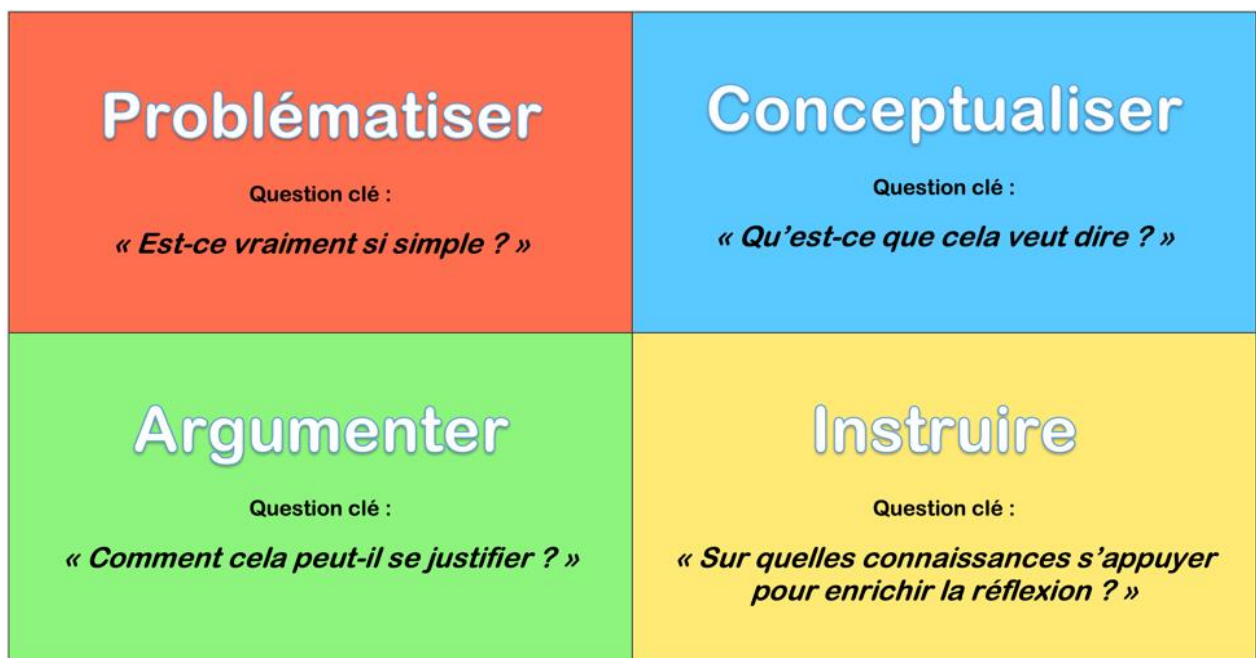 Problématiser
Question clé :
« Est-ce vraiment si simple ? »
Conceptualiser
Question clé :
« Qu’est-ce que cela veut dire ? »
Argumenter
Question clé :
« Comment cela peut-il se justifier ? »
Instruire
Question clé :
« Sur quelles connaissances s’appuyer
pour enrichir la réflexion ? »